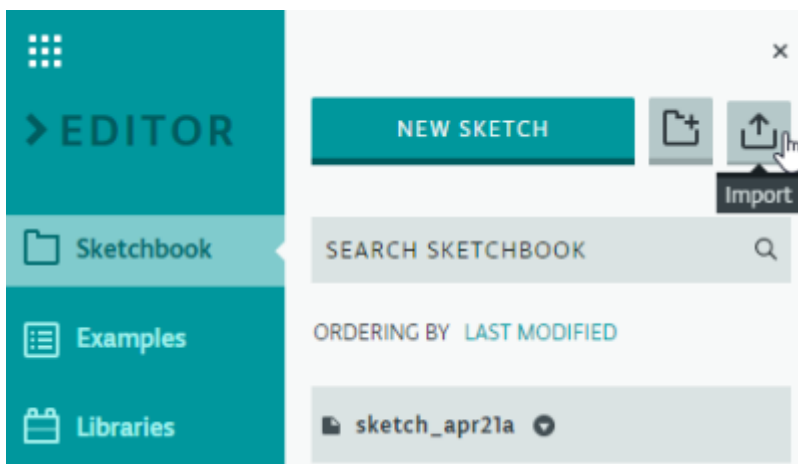 EDITOR
NEW SKETCH
Import
Sketchbook
SEARCH SKETCHBOOK
Examples
ORDERING BY LAST MODIFIED
Libraries
sketch_apr21a